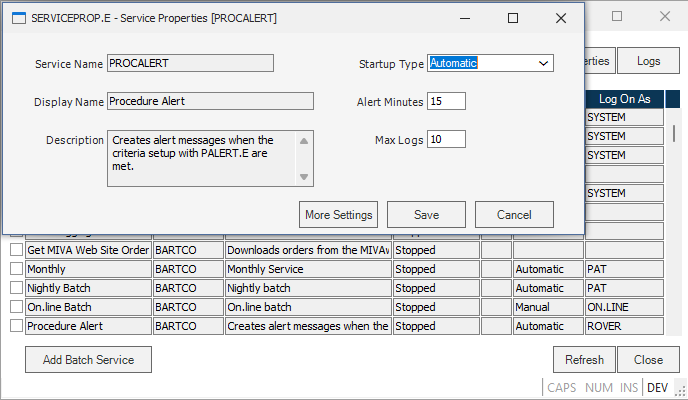 SERVICEPROP.E - Service Properties [PROCALERT]
Service Name PROCALERT Startup Type Automatic
Display Name Procedure Alert Alert Minutes 15
Description Creates alert messages when the
criteria setup with PALERT.E are
met.
Max Logs 10
More Settings Save Cancel
erties Logs
Log On As
SYSTEM
SYSTEM
SYSTEM
SYSTEM
Get MIVA Web Site Order BARTCO Downloads orders from the MIVA Stopped
Monthly BARTCO Monthly Service Stopped Automatic PAT
Nightly Batch BARTCO Nightly batch Stopped Automatic PAT
On.line Batch BARTCO On.line batch Stopped Manual ON.LINE
Procedure Alert BARTCO Creates alert messages when the Stopped Automatic ROVER
Add Batch Service Refresh Close
CAPS NUM INS DEV